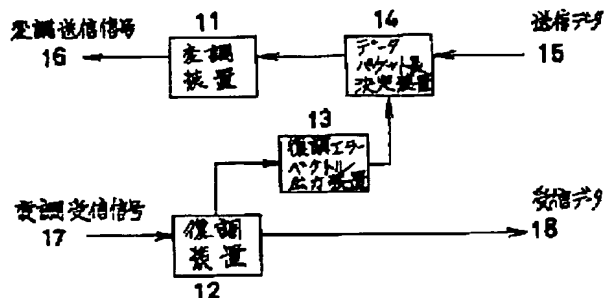 変調送信信号
16
11
変調
装置
14
データ
パケット長
決定装置
送信データ
15
13
復調エラー
ベクトル
出力装置
変調受信信号
17
復調
装置
12
受信データ
18